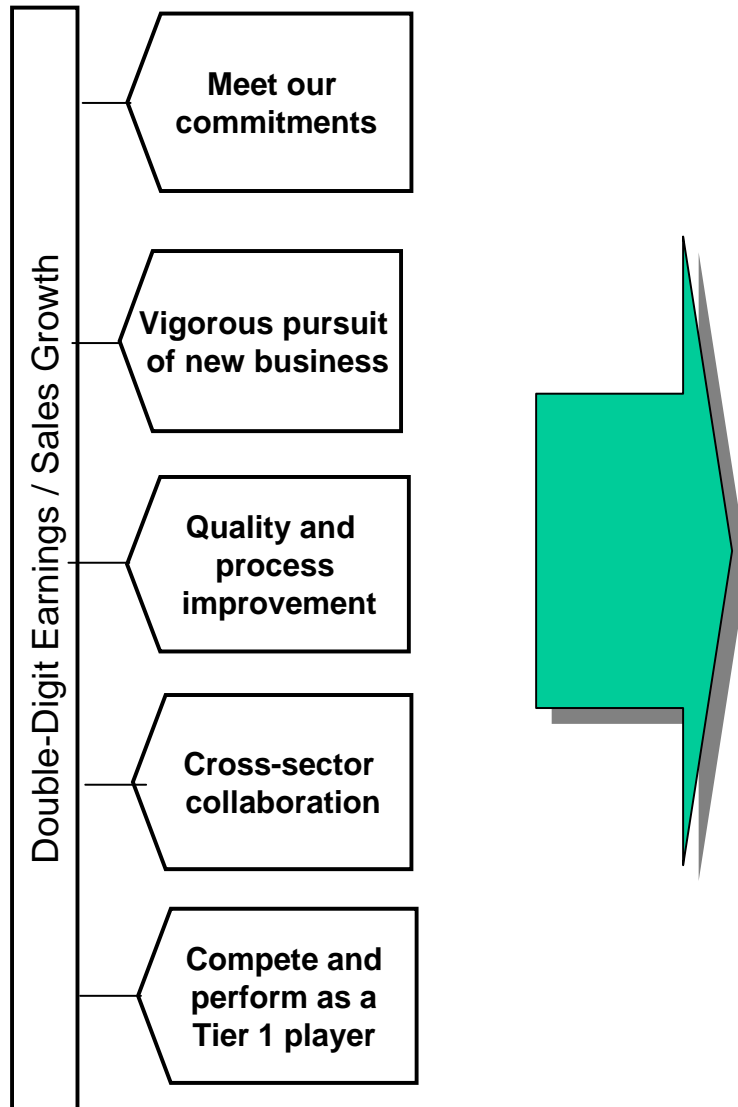 Double-Digit Earnings / Sales Growth
Meet our
commitments
Vigorous pursuit
of new business
Quality and
process
improvement
Cross-sector
collaboration
Compete and
perform as a
Tier 1 player